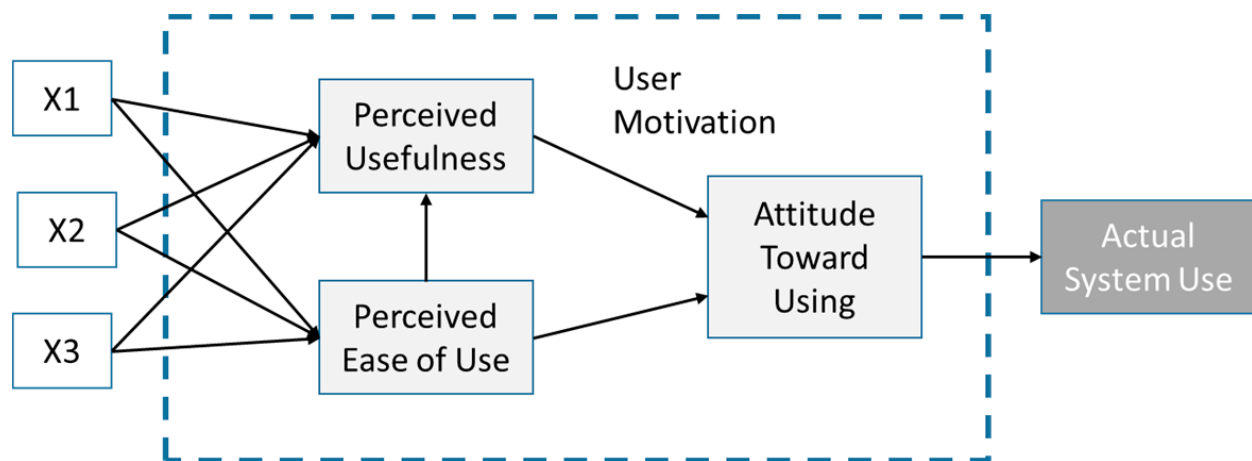 X1
X2
X3
Perceived
Usefulness
Perceived
Ease of Use
User
Motivation
Attitude
Toward
Using
Actual
System Use